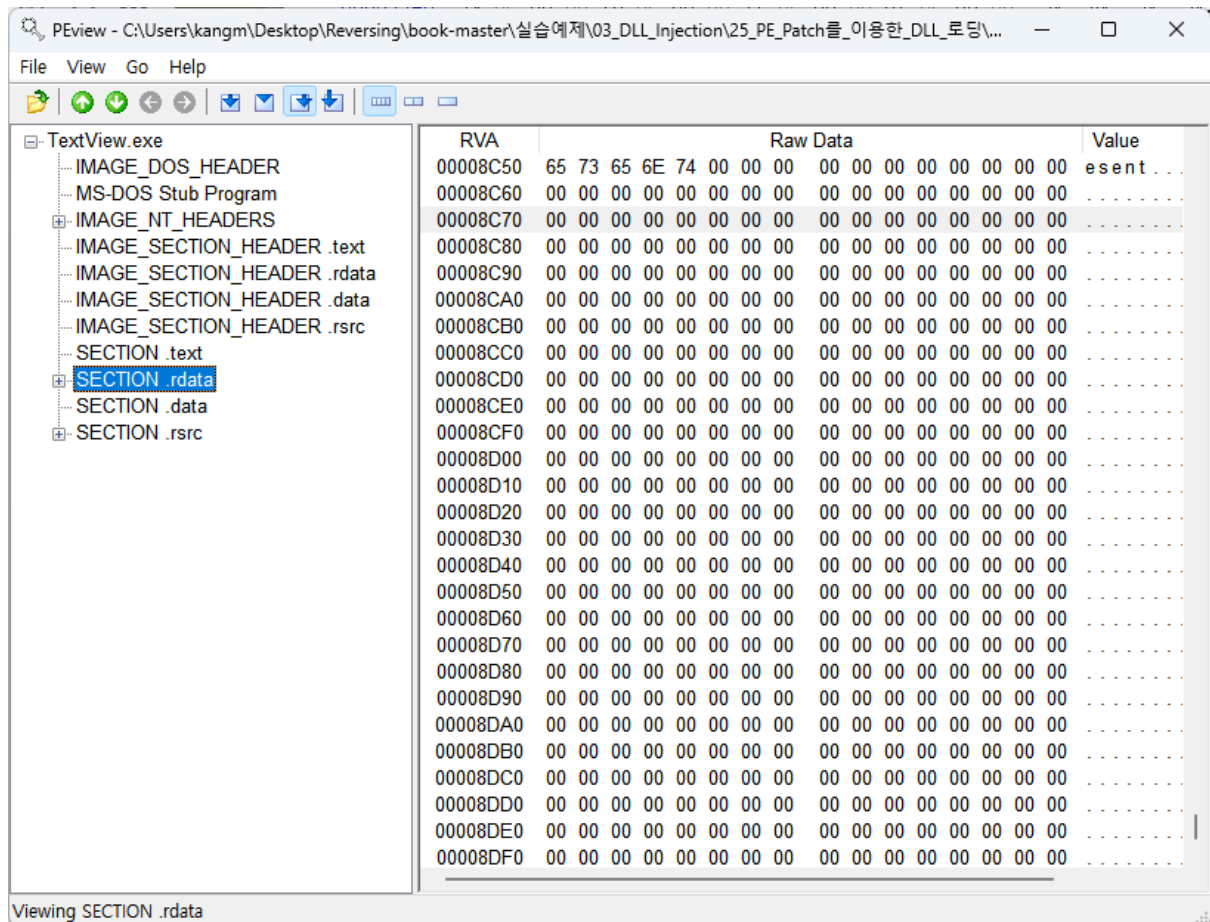 PEview - C:\Users\kangm\Desktop\Reversing\book-master\실습예제\03_DLL_Injection\25_PE_Patch를_이용한_DLL_로딩\...
File View Go Help
TextView.exe
IMAGE_DOS_HEADER
MS-DOS Stub Program
IMAGE_NT_HEADERS
IMAGE_SECTION_HEADER .text
IMAGE_SECTION_HEADER .rdata
IMAGE_SECTION_HEADER .data
IMAGE_SECTION_HEADER .rsrc
SECTION .text
SECTION .rdata
SECTION .data
SECTION .rsrc
RVA Raw Data Value
00008C50 65 73 65 6E 74 00 00 00 00 00 00 00 00 00 00 00 esent...
00008C60 00 00 00 00 00 00 00 00 00 00 00 00 00 00 00 00 ........
00008C70 00 00 00 00 00 00 00 00 00 00 00 00 00 00 00 00 ........
00008C80 00 00 00 00 00 00 00 00 00 00 00 00 00 00 00 00 ........
00008C90 00 00 00 00 00 00 00 00 00 00 00 00 00 00 00 00 ........
00008CA0 00 00 00 00 00 00 00 00 00 00 00 00 00 00 00 00 ........
00008CB0 00 00 00 00 00 00 00 00 00 00 00 00 00 00 00 00 ........
00008CC0 00 00 00 00 00 00 00 00 00 00 00 00 00 00 00 00 ........
00008CD0 00 00 00 00 00 00 00 00 00 00 00 00 00 00 00 00 ........
00008CE0 00 00 00 00 00 00 00 00 00 00 00 00 00 00 00 00 ........
00008CF0 00 00 00 00 00 00 00 00 00 00 00 00 00 00 00 00 ........
00008D00 00 00 00 00 00 00 00 00 00 00 00 00 00 00 00 00 ........
00008D10 00 00 00 00 00 00 00 00 00 00 00 00 00 00 00 00 ........
00008D20 00 00 00 00 00 00 00 00 00 00 00 00 00 00 00 00 ........
00008D30 00 00 00 00 00 00 00 00 00 00 00 00 00 00 00 00 ........
00008D40 00 00 00 00 00 00 00 00 00 00 00 00 00 00 00 00 ........
00008D50 00 00 00 00 00 00 00 00 00 00 00 00 00 00 00 00 ........
00008D60 00 00 00 00 00 00 00 00 00 00 00 00 00 00 00 00 ........
00008D70 00 00 00 00 00 00 00 00 00 00 00 00 00 00 00 00 ........
00008D80 00 00 00 00 00 00 00 00 00 00 00 00 00 00 00 00 ........
00008D90 00 00 00 00 00 00 00 00 00 00 00 00 00 00 00 00 ........
00008DA0 00 00 00 00 00 00 00 00 00 00 00 00 00 00 00 00 ........
00008DB0 00 00 00 00 00 00 00 00 00 00 00 00 00 00 00 00 ........
00008DC0 00 00 00 00 00 00 00 00 00 00 00 00 00 00 00 00 ........
00008DD0 00 00 00 00 00 00 00 00 00 00 00 00 00 00 00 00 ........
00008DE0 00 00 00 00 00 00 00 00 00 00 00 00 00 00 00 00 ........
00008DF0 00 00 00 00 00 00 00 00 00 00 00 00 00 00 00 00 ........
Viewing SECTION .rdata